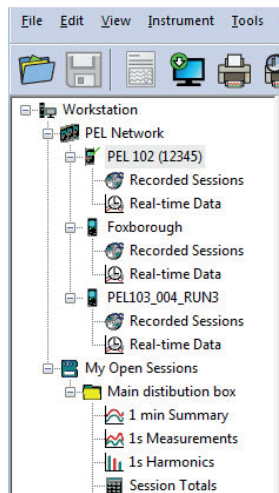 File Edit View Instrument Tools
Workstation
PEL Network
PEL 102 (12345)
Recorded Sessions
Real-time Data
Foxborough
Recorded Sessions
Real-time Data
PEL103_004_RUN3
Recorded Sessions
Real-time Data
My Open Sessions
Main distibution box
1 min Summary
1s Measurements
1s Harmonics
Session Totals